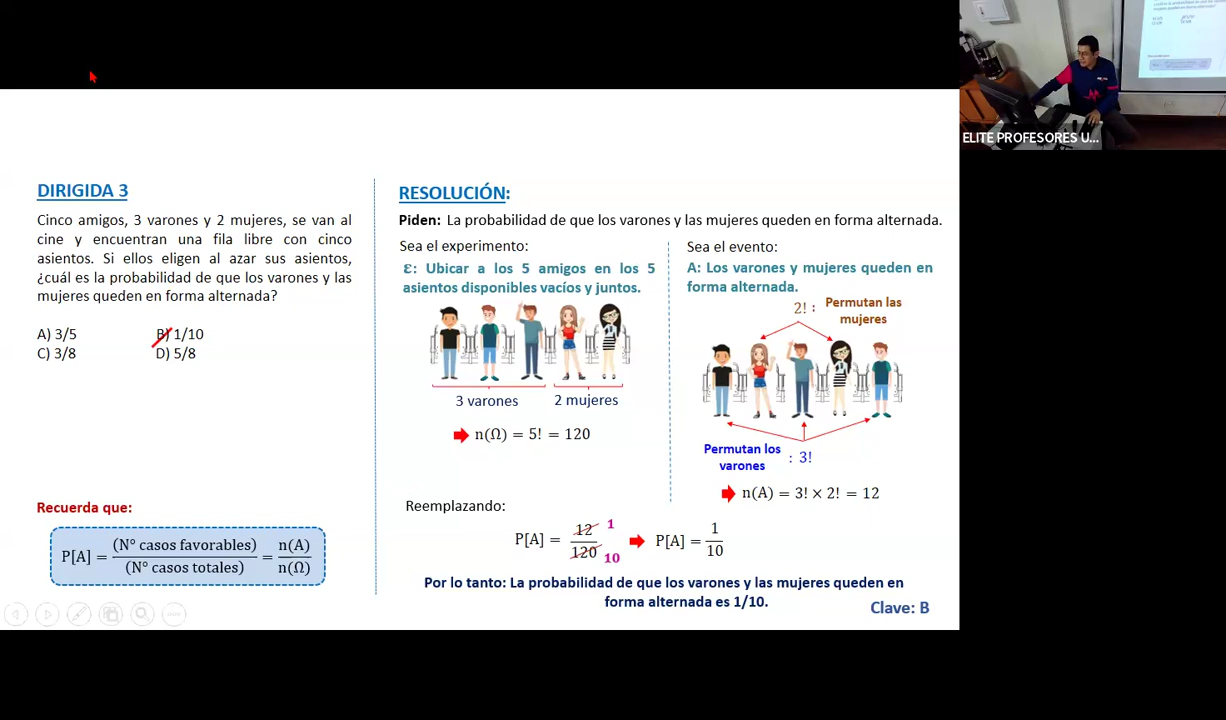 ELITE PROFESORES U...
DIRIGIDA 3
Cinco amigos, 3 varones y 2 mujeres, se van al
cine y encuentran una fila libre con cinco
asientos. Si ellos eligen al azar sus asientos,
¿cuál es la probabilidad de que los varones y las
mujeres queden en forma alternada?
A) 3/5 B) 1/10
C) 3/8 D) 5/8
Recuerda que:
P[A] = (N° casos favorables)/(N° casos totales) = n(A)/n(Ω)
RESOLUCIÓN:
Piden: La probabilidad de que los varones y las mujeres queden en forma alternada.
Sea el experimento:
Ɛ: Ubicar a los 5 amigos en los 5
asientos disponibles vacíos y juntos.
3 varones 2 mujeres
n(Ω) = 5! = 120
Sea el evento:
A: Los varones y mujeres queden en
forma alternada.
2! : Permutan las
mujeres
Permutan los
varones : 3!
n(A) = 3! × 2! = 12
Reemplazando:
P[A] = 12/120 1 10 P[A] = 1/10
Por lo tanto: La probabilidad de que los varones y las mujeres queden en
forma alternada es 1/10.
Clave: B